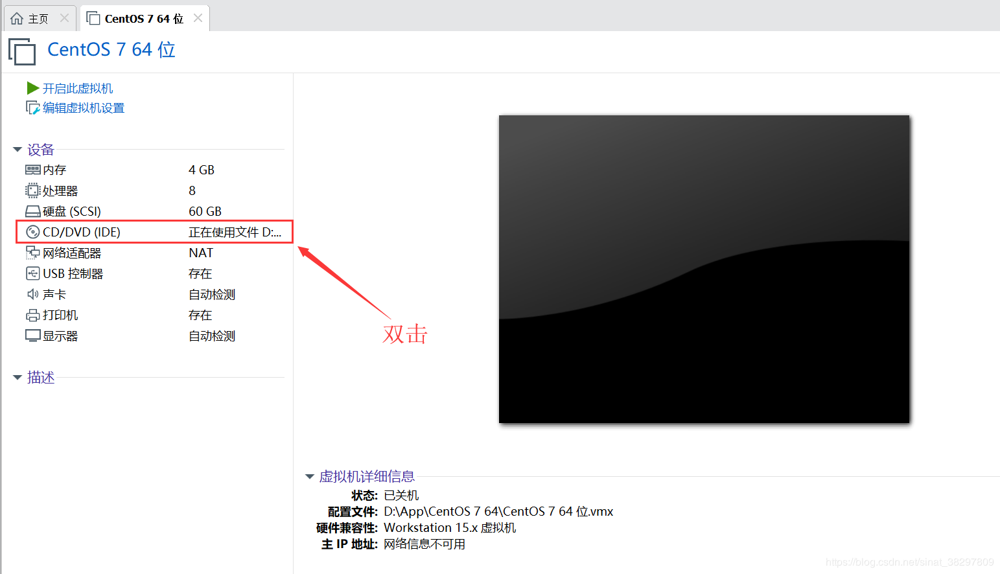 主页
CentOS 7 64 位
CentOS 7 64 位
开启此虚拟机
编辑虚拟机设置
设备
内存 4 GB
处理器 8
硬盘 (SCSI) 60 GB
CD/DVD (IDE) 正在使用文件 D:...
网络适配器 NAT
USB 控制器 存在
声卡 自动检测
打印机 存在
显示器 自动检测
双击
描述
虚拟机详细信息
状态: 已关机
配置文件: D:\App\CentOS 7 64\CentOS 7 64 位.vmx
硬件兼容性: Workstation 15.x 虚拟机
主 IP 地址: 网络信息不可用
https://blog.csdn.net/sinat_38297809